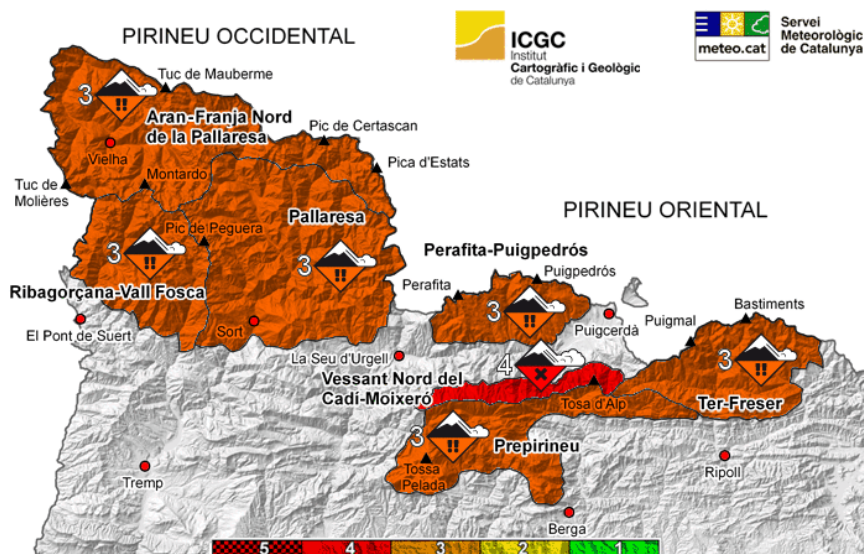 PIRINEU OCCIDENTAL
ICGC
Institut
Cartogràfic i Geològic
de Catalunya
meteo.cat
Servei
Meteorològic
de Catalunya
3
Tuc de Mauberme
Aran-Franja Nord
de la Pallaresa
Vielha
Pic de Certascan
Pica d'Estats
Tuc de
Molières
Montardo
Pallaresa
3
PIRINEU ORIENTAL
Pic de Peguera
3
Ribagorçana-Vall Fosca
El Pont de Suert
Sort
Perafita-Puigpedrós
Perafita
Puigpedrós
3
Puigcerdà
Bastiments
Puigmal
3
Ter-Freser
La Seu d'Urgell
4
Vessant Nord del
Cadí-Moixeró
Tosa d'Alp
3
Prepirineu
Tossa
Pelada
Tremp
Ripoll
Berga
5 4 3 2 1